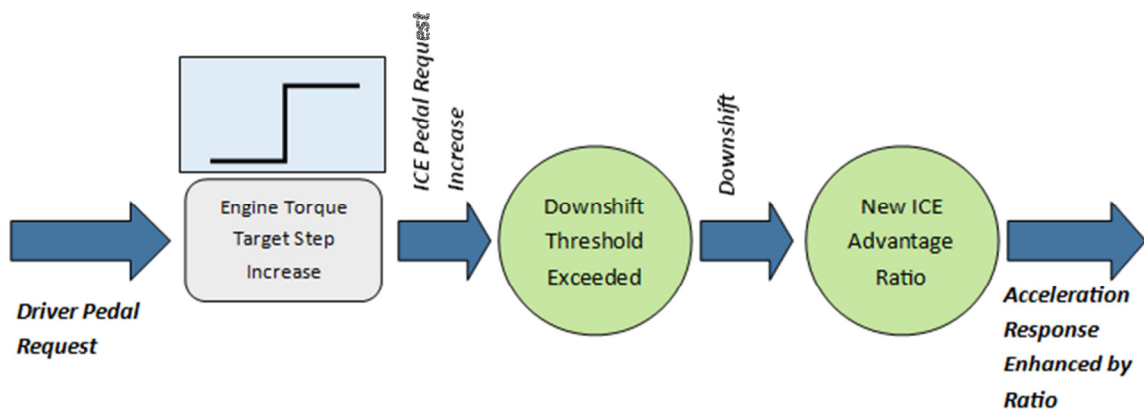 Driver Pedal
Request
Engine Torque
Target Step
Increase
ICE Pedal Request
Increase
Downshift
Threshold
Exceeded
Downshift
New ICE
Advantage
Ratio
Acceleration
Response
Enhanced by
Ratio